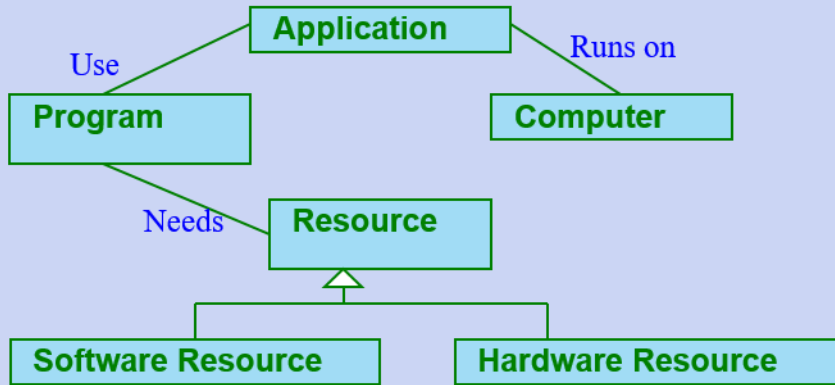 Application
Use
Runs on
Program
Computer
Needs
Resource
Software Resource
Hardware Resource